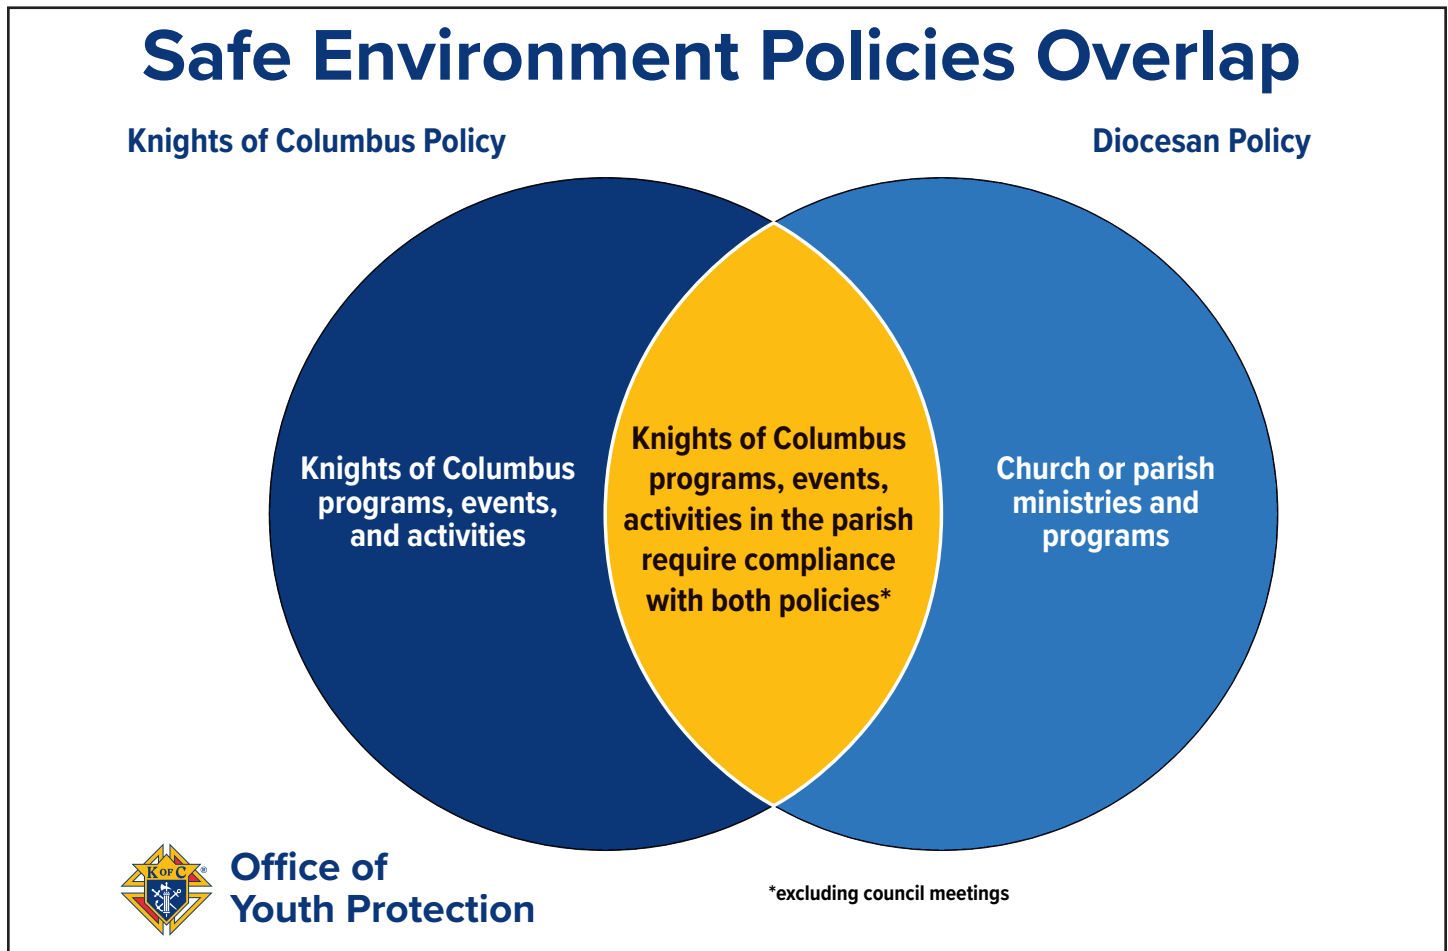 Safe Environment Policies Overlap
Knights of Columbus Policy
Diocesan Policy
Knights of Columbus
programs, events,
and activities
Knights of Columbus
programs, events,
activities in the parish
require compliance
with both policies*
Church or parish
ministries and
programs
K OF C
®
Office of
Youth Protection
*excluding council meetings